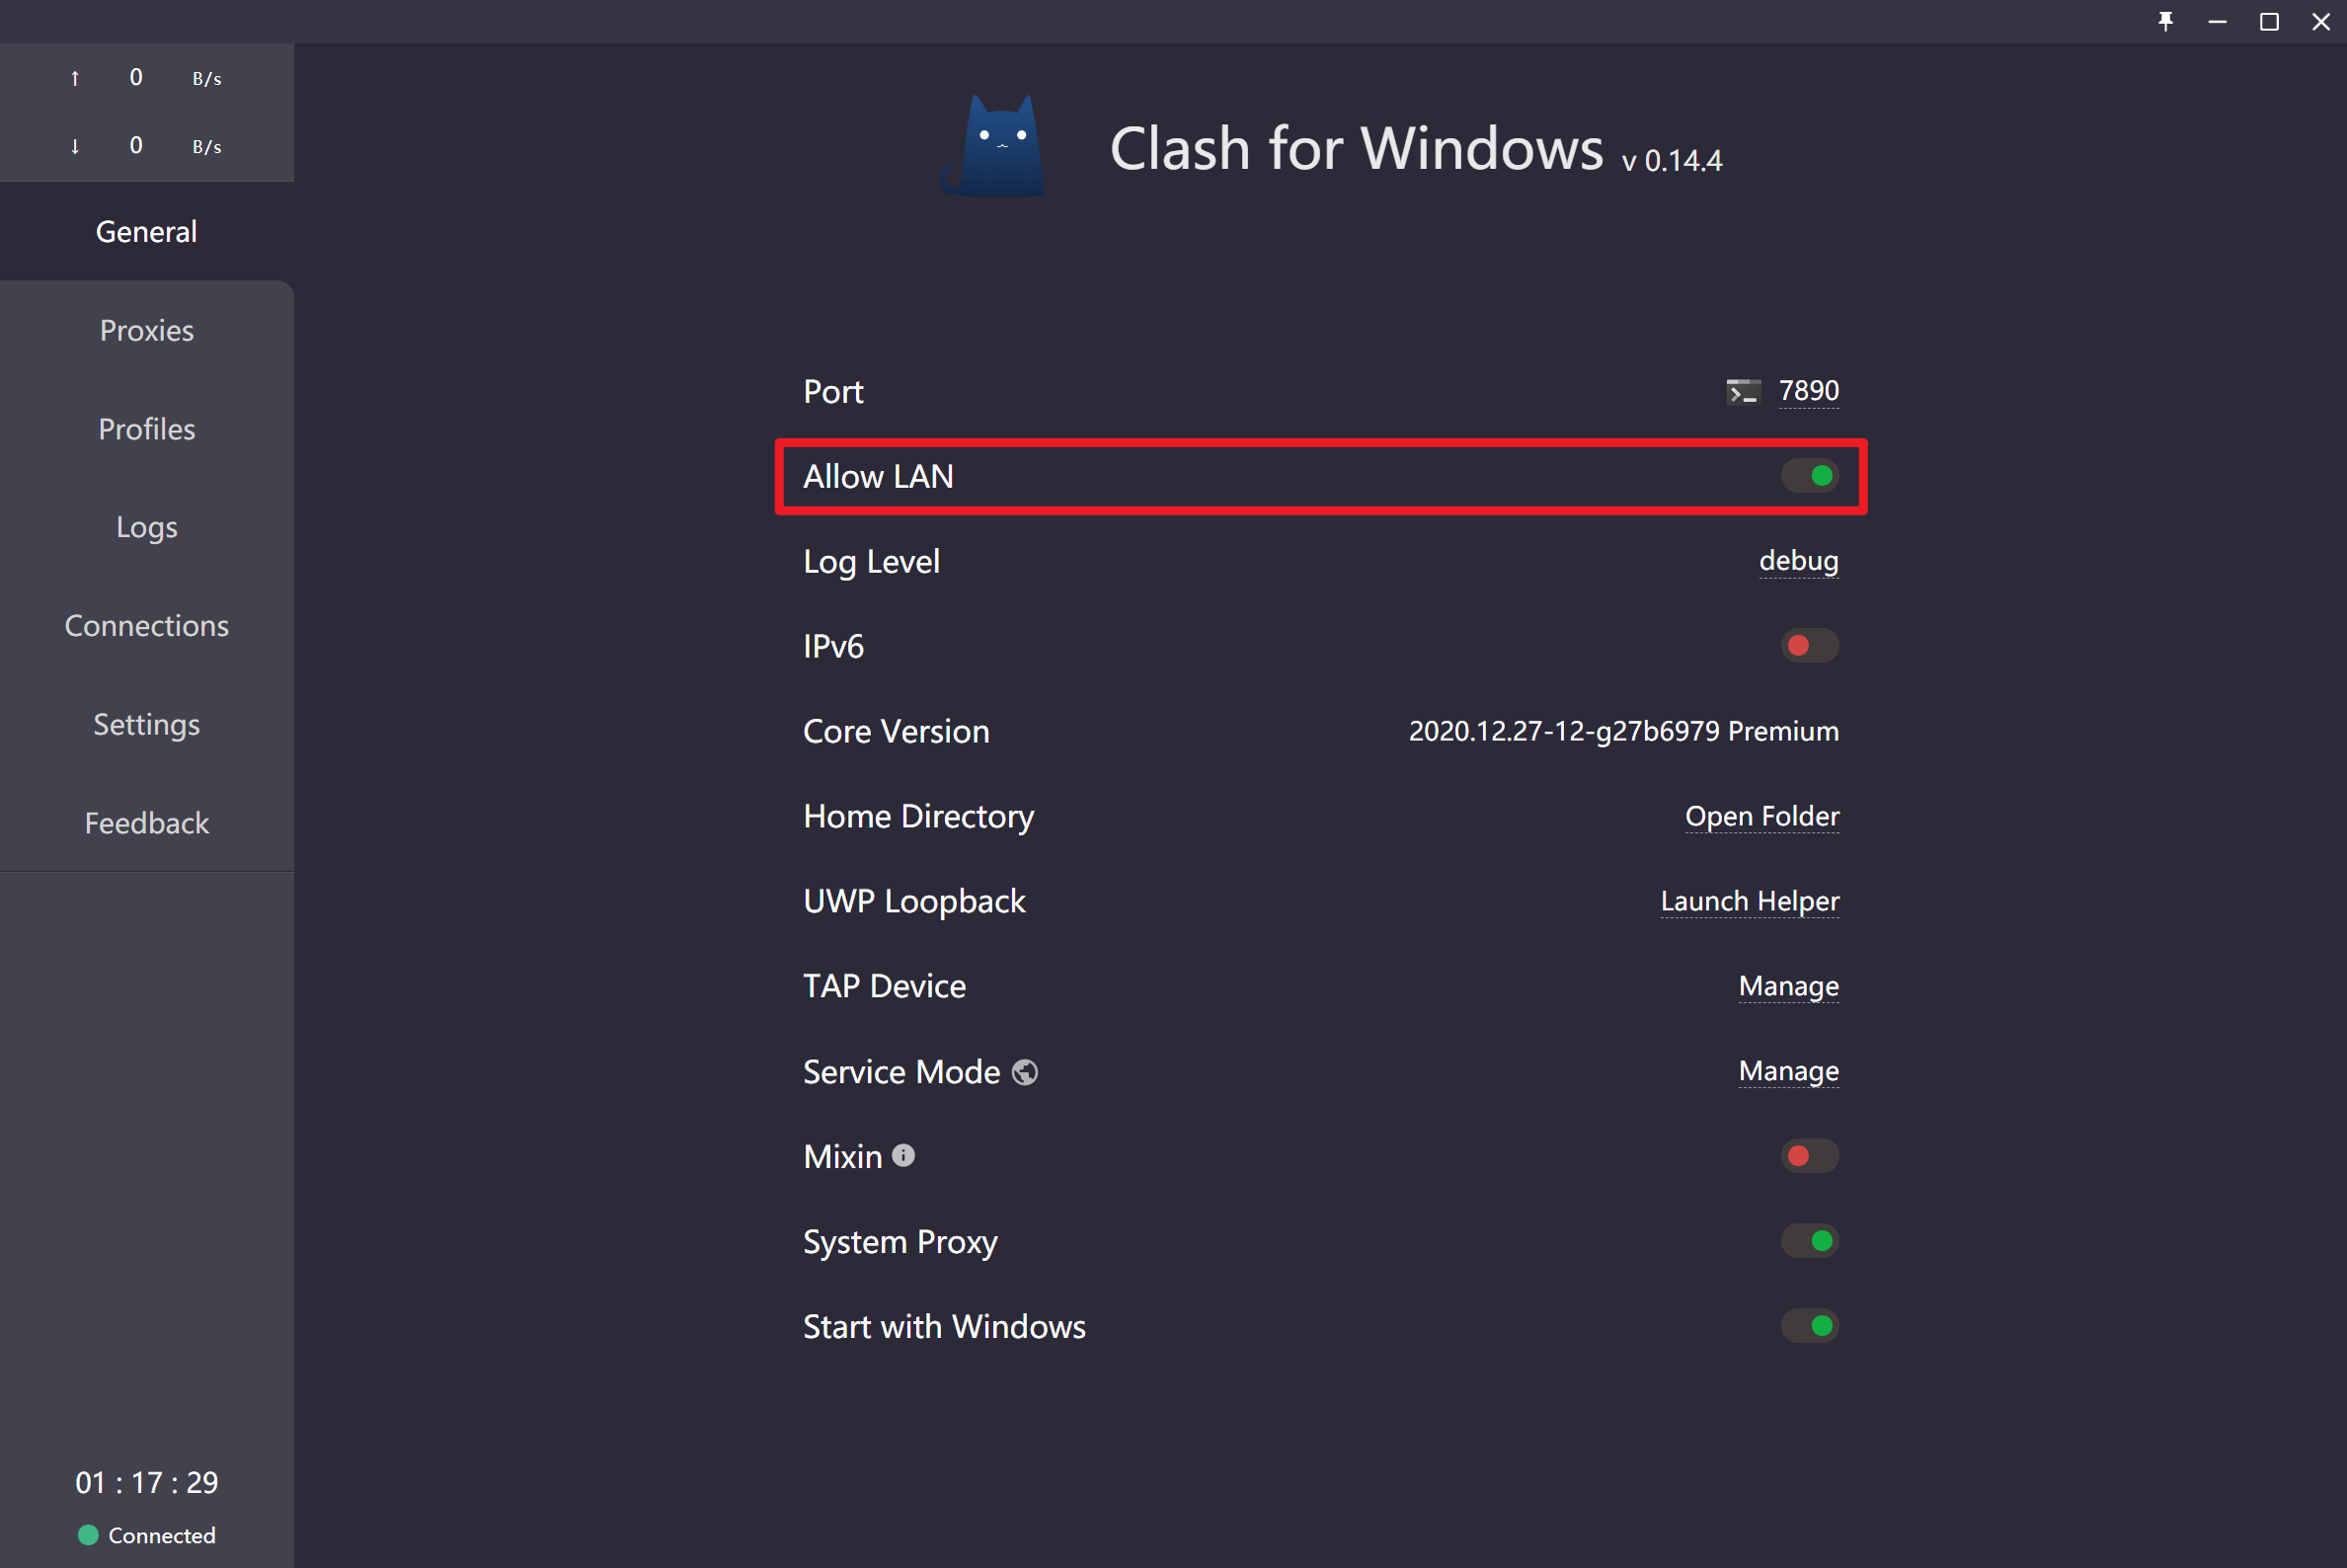 ↑ 0 B/s
↓ 0 B/s
General
Proxies
Profiles
Logs
Connections
Settings
Feedback
01 : 17 : 29
Connected
Clash for Windows v 0.14.4
Port 7890
Allow LAN
Log Level debug
IPv6
Core Version 2020.12.27-12-g27b6979 Premium
Home Directory Open Folder
UWP Loopback Launch Helper
TAP Device Manage
Service Mode Manage
Mixin
System Proxy
Start with Windows